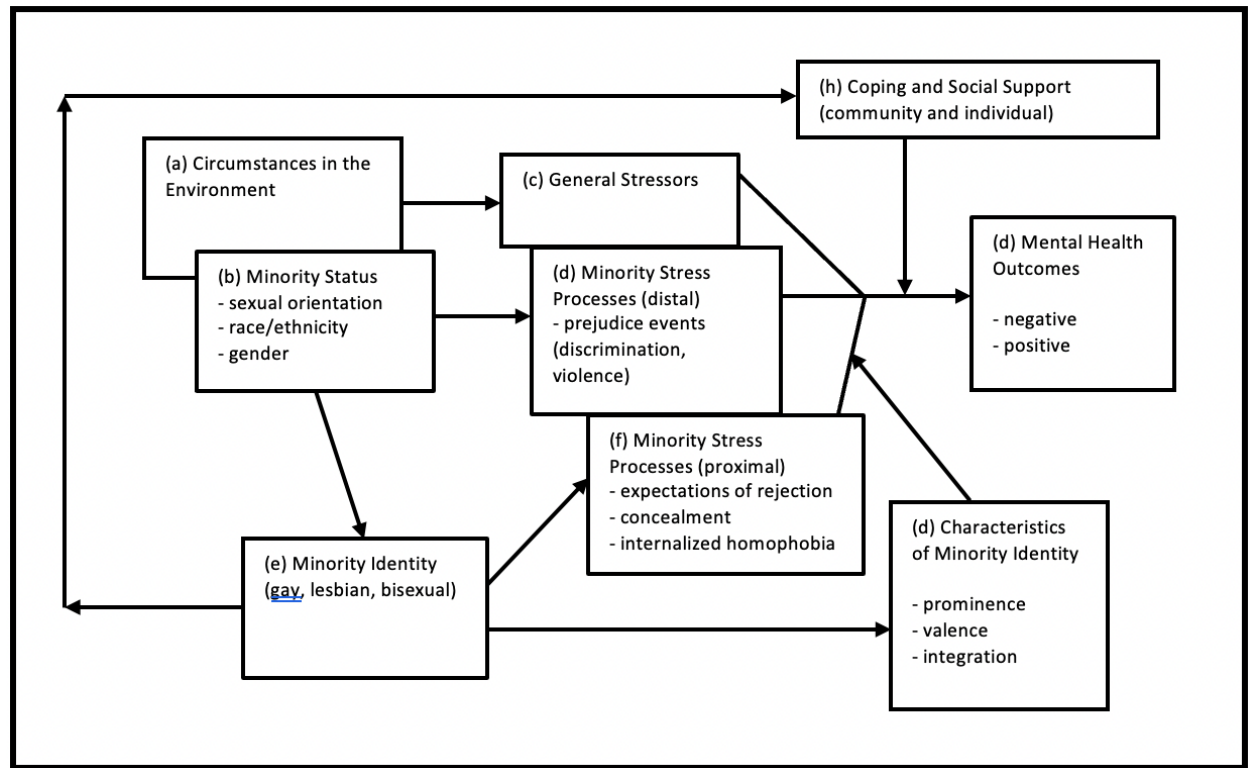 (h) Coping and Social Support
(community and individual)
(a) Circumstances in the
Environment
(c) General Stressors
(d) Mental Health
Outcomes
- negative
- positive
(b) Minority Status
- sexual orientation
- race/ethnicity
- gender
(d) Minority Stress
Processes (distal)
- prejudice events
(discrimination,
violence)
(f) Minority Stress
Processes (proximal)
- expectations of rejection
- concealment
- internalized homophobia
(e) Minority Identity
(gay, lesbian, bisexual)
(d) Characteristics
of Minority Identity
- prominence
- valence
- integration